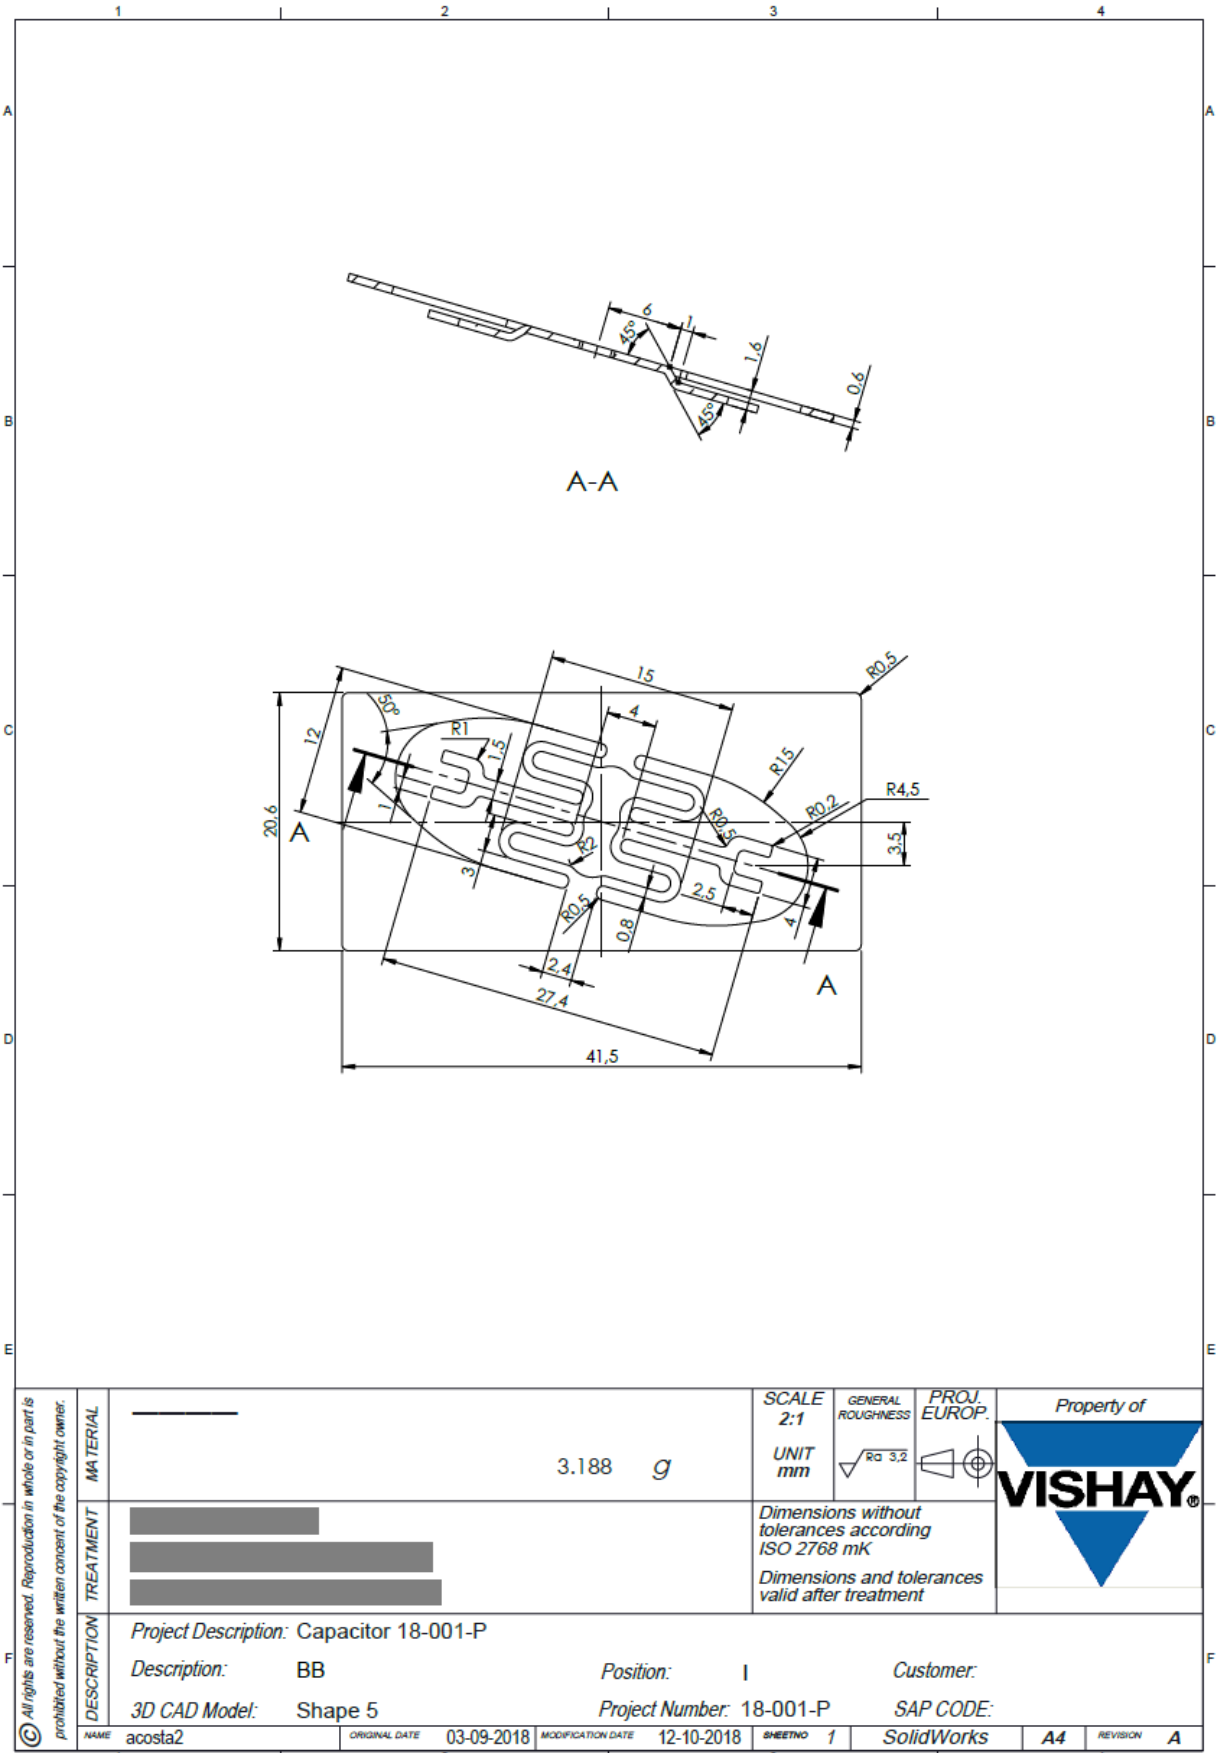 1 2 3 4
A A
B B
C C
D D
E E
F F
6
1
45°
1,6
0,6
45°
A-A
15
R0,5
50°
4
12
R1
1,5
R15
R4,5
R0,2
1
20,6
A
R0,5
3,5
R2
3
2,5
4
R0,5
0,8
2,4
A
27,4
41,5
© All rights are reserved. Reproduction in whole or in part is
prohibited without the written concent of the copyright owner.
MATERIAL
3.188 g
SCALE
2:1
UNIT
mm
GENERAL
ROUGHNESS
Ra 3,2
PROJ.
EUROP.
Property of
VISHAY®
TREATMENT
Dimensions without
tolerances according
ISO 2768 mK
Dimensions and tolerances
valid after treatment
DESCRIPTION
Project Description: Capacitor 18-001-P
Description: BB Position: I Customer:
3D CAD Model: Shape 5 Project Number: 18-001-P SAP CODE:
NAME acosta2 ORIGINAL DATE 03-09-2018 MODIFICATION DATE 12-10-2018 SHEETNO 1 SolidWorks A4 REVISION A